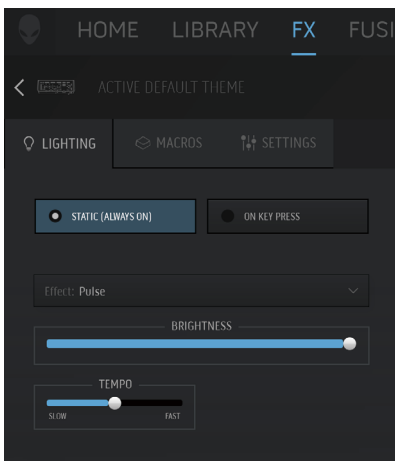 HOME LIBRARY FX FUSI
ACTIVE DEFAULT THEME
LIGHTING MACROS SETTINGS
STATIC (ALWAYS ON) ON KEY PRESS
Effect: Pulse
BRIGHTNESS
TEMPO
SLOW FAST